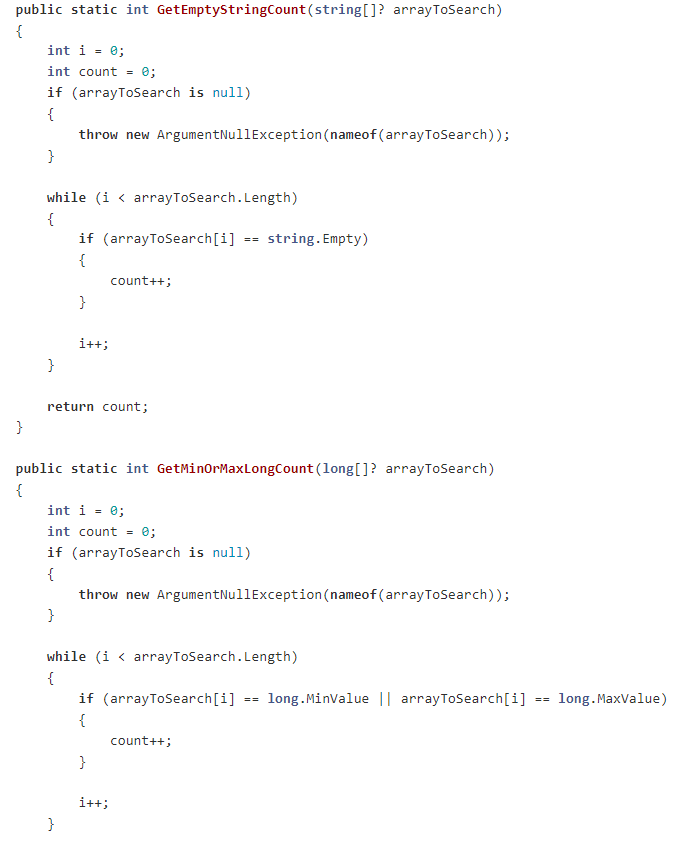 public static int GetEmptyStringCount(string[]? arrayToSearch)
{
    int i = 0;
    int count = 0;
    if (arrayToSearch is null)
    {
        throw new ArgumentNullException(nameof(arrayToSearch));
    }

    while (i < arrayToSearch.Length)
    {
        if (arrayToSearch[i] == string.Empty)
        {
            count++;
        }

        i++;
    }

    return count;
}

public static int GetMinOrMaxLongCount(long[]? arrayToSearch)
{
    int i = 0;
    int count = 0;
    if (arrayToSearch is null)
    {
        throw new ArgumentNullException(nameof(arrayToSearch));
    }

    while (i < arrayToSearch.Length)
    {
        if (arrayToSearch[i] == long.MinValue || arrayToSearch[i] == long.MaxValue)
        {
            count++;
        }

        i++;
    }